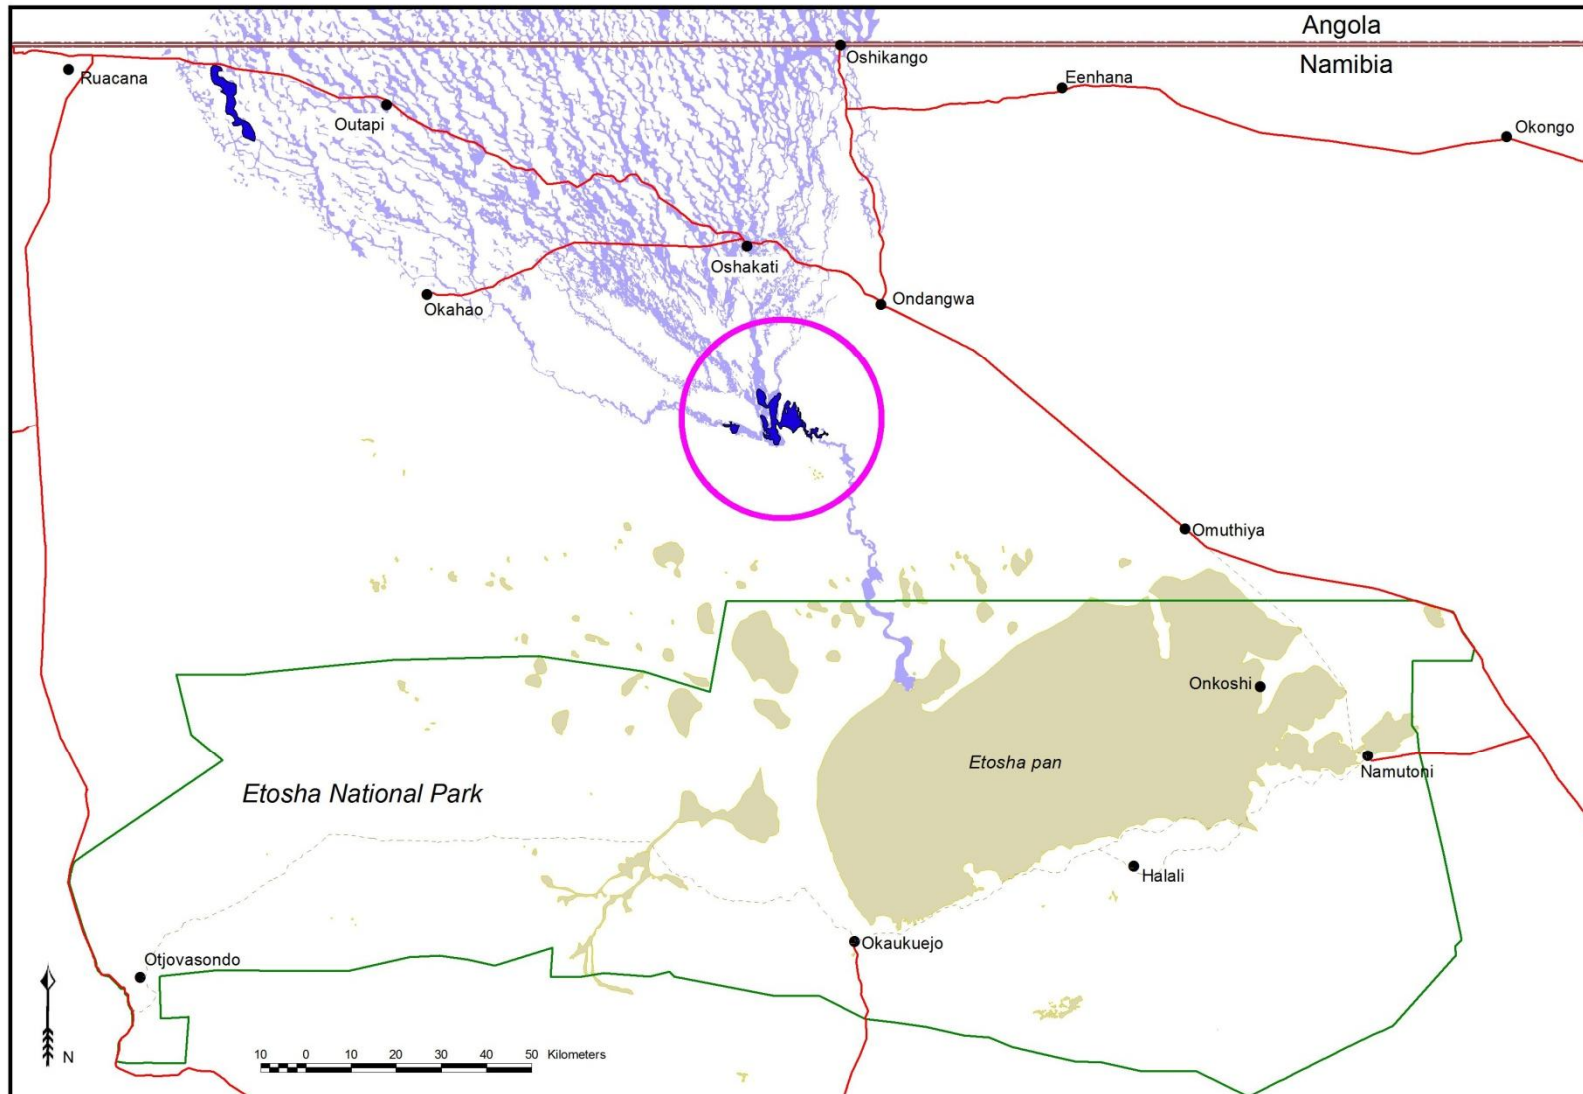 Angola
Namibia
Oshikango
Ruacana
Eenhana
Outapi
Okongo
Oshakati
Okahao
Ondangwa
Omuthiya
Onkoshi
Etosha pan
Namutoni
Etosha National Park
Halali
Okaukuejo
Otjovasondo
N
10 0 10 20 30 40 50 Kilometers